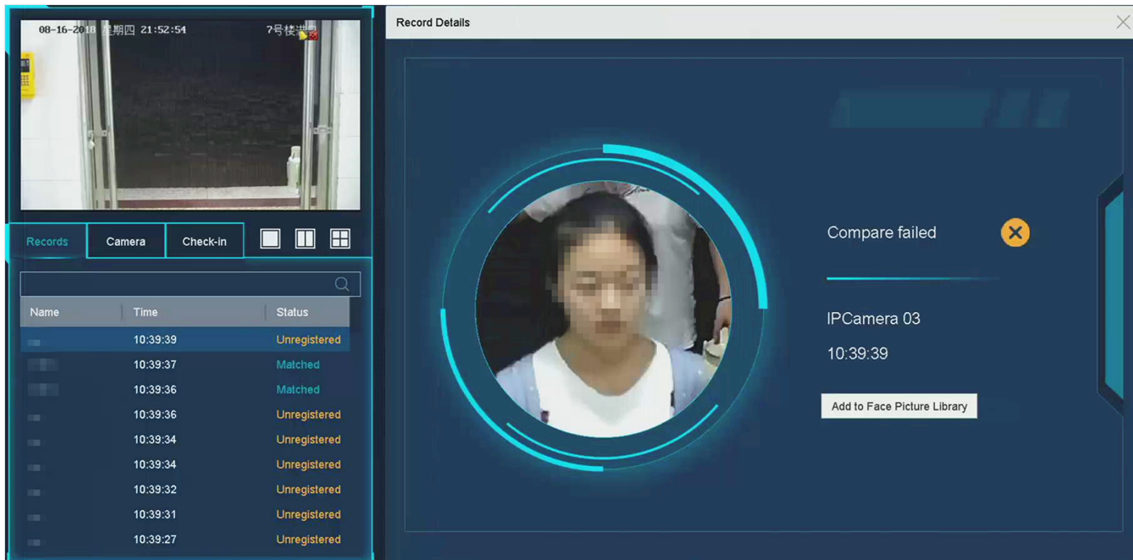 08-16-2018 星期四 21:52:54
7号楼
Record Details
Records
Camera
Check-in
Name Time Status
10:39:39 Unregistered
10:39:37 Matched
10:39:36 Matched
10:39:36 Unregistered
10:39:34 Unregistered
10:39:34 Unregistered
10:39:32 Unregistered
10:39:31 Unregistered
10:39:27 Unregistered
Compare failed
IPCamera 03
10:39:39
Add to Face Picture Library